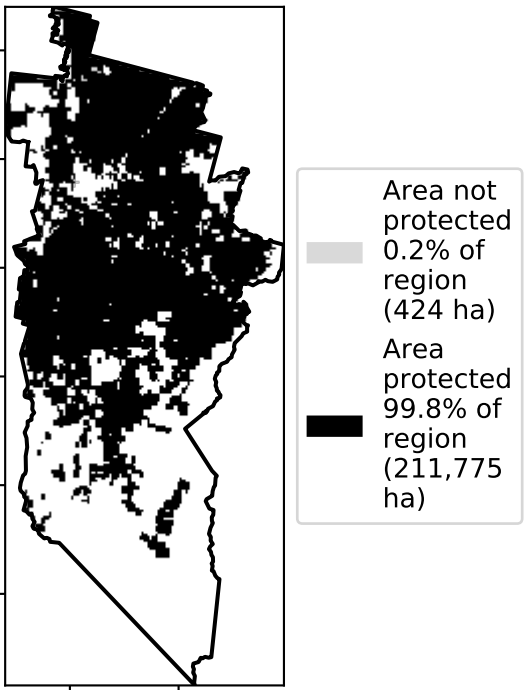 Area not
protected
0.2% of
region
(424 ha)
Area
protected
99.8% of
region
(211,775
ha)